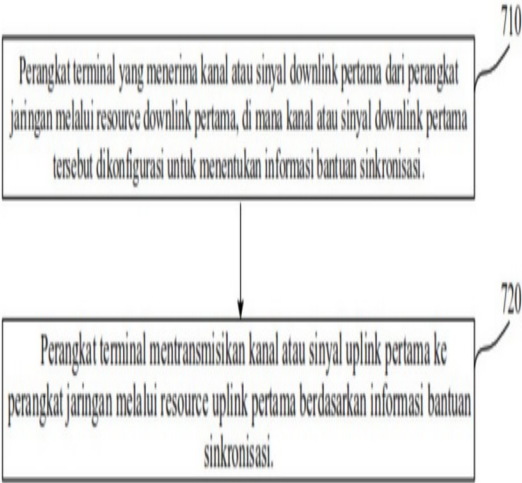 710
Perangkat terminal yang menerima kanal atau sinyal downlink pertama dari perangkat
jaringan melalui resource downlink pertama, di mana kanal atau sinyal downlink pertama
tersebut dikonfigurasi untuk menentukan informasi bantuan sinkronisasi.
720
Perangkat terminal mentransmisikan kanal atau sinyal uplink pertama ke
perangkat jaringan melalui resource uplink pertama berdasarkan informasi bantuan
sinkronisasi.